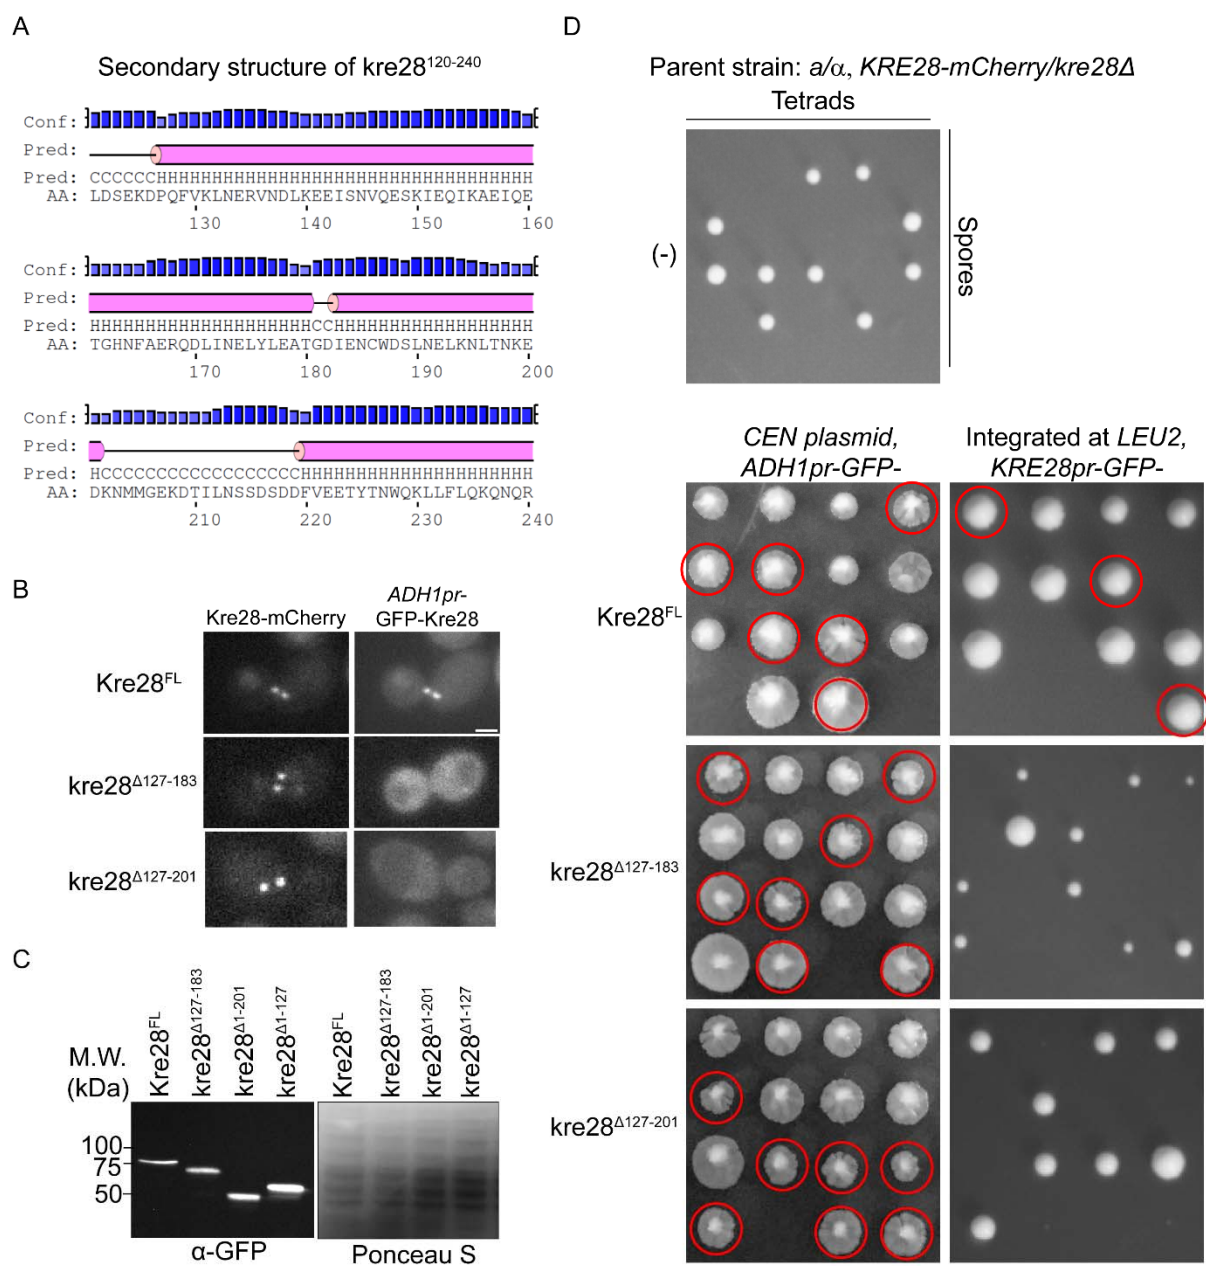 A
Secondary structure of kre28120-240
Conf:
Pred:
Pred: CCCCCCHHHHHHHHHHHHHHHHHHHHHHHHHHHHHHHHHH
AA: LDSEKDPQFVKLNERVNDLKEEISNVQESKIEQIKAEIQE
130 140 150 160
Conf:
Pred:
Pred: HHHHHHHHHHHHHHHHHHHHCCHHHHHHHHHHHHHHHHHH
AA: TGHNFAERQDLINELYLEATGDIENCWDSLNELKNLTNKE
170 180 190 200
Conf:
Pred:
Pred: HCCCCCCCCCCCCCCCCCCHHHHHHHHHHHHHHHHHHHHH
AA: DKNMMGEKDTILNSSDSDDFVEETYTNWQKLLFLQKQNQR
210 220 230 240
B
Kre28-mCherry
ADH1pr-
GFP-Kre28
Kre28FL
kre28Δ127-183
kre28Δ127-201
C
M.W.
(kDa)
Kre28FL
kre28Δ127-183
kre28Δ1-201
kre28Δ1-127
Kre28FL
kre28Δ127-183
kre28Δ1-201
kre28Δ1-127
100
75
50
α-GFP
Ponceau S
D
Parent strain: a/α, KRE28-mCherry/kre28Δ
Tetrads
(-)
Spores
CEN plasmid,
ADH1pr-GFP-
Integrated at LEU2,
KRE28pr-GFP-
Kre28FL
kre28Δ127-183
kre28Δ127-201